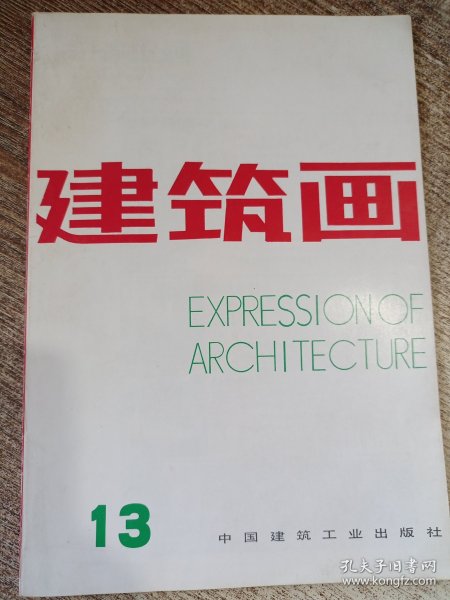 建筑画
EXPRESSION OF
ARCHITECTURE
13
中国建筑工业出版社
孔夫子旧书网
www.kongfz.com